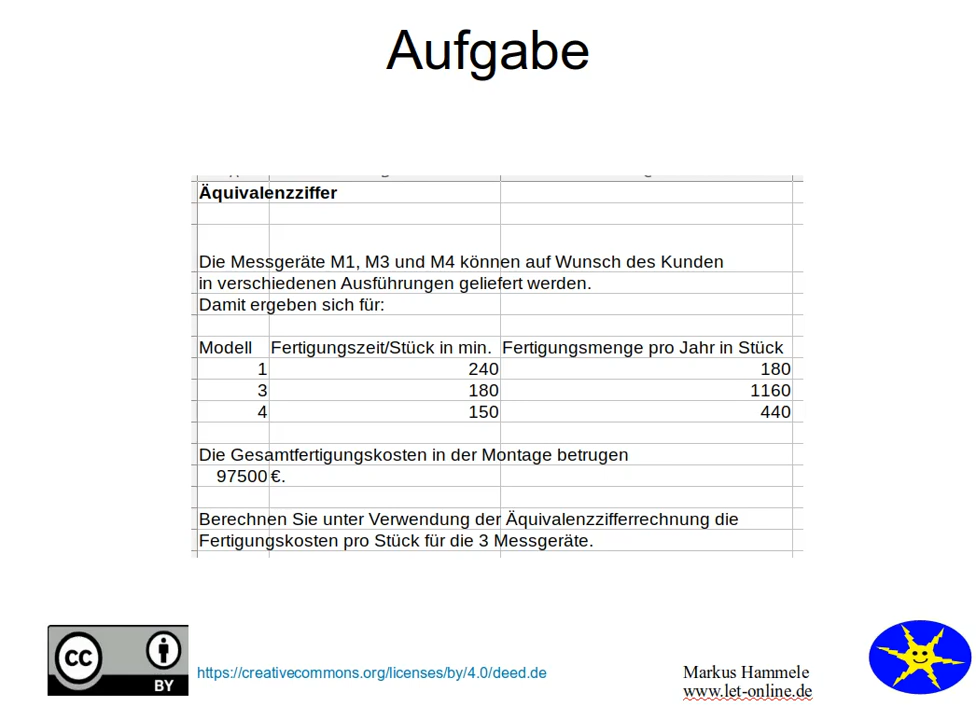 Aufgabe
Äquivalenzziffer
Die Messgeräte M1, M3 und M4 können auf Wunsch des Kunden
in verschiedenen Ausführungen geliefert werden.
Damit ergeben sich für:
Modell Fertigungszeit/Stück in min. Fertigungsmenge pro Jahr in Stück
1 240 180
3 180 1160
4 150 440
Die Gesamtfertigungskosten in der Montage betrugen
97500 €.
Berechnen Sie unter Verwendung der Äquivalenzzifferrechnung die
Fertigungskosten pro Stück für die 3 Messgeräte.
cc
BY
https://creativecommons.org/licenses/by/4.0/deed.de
Markus Hammele
www.let-online.de